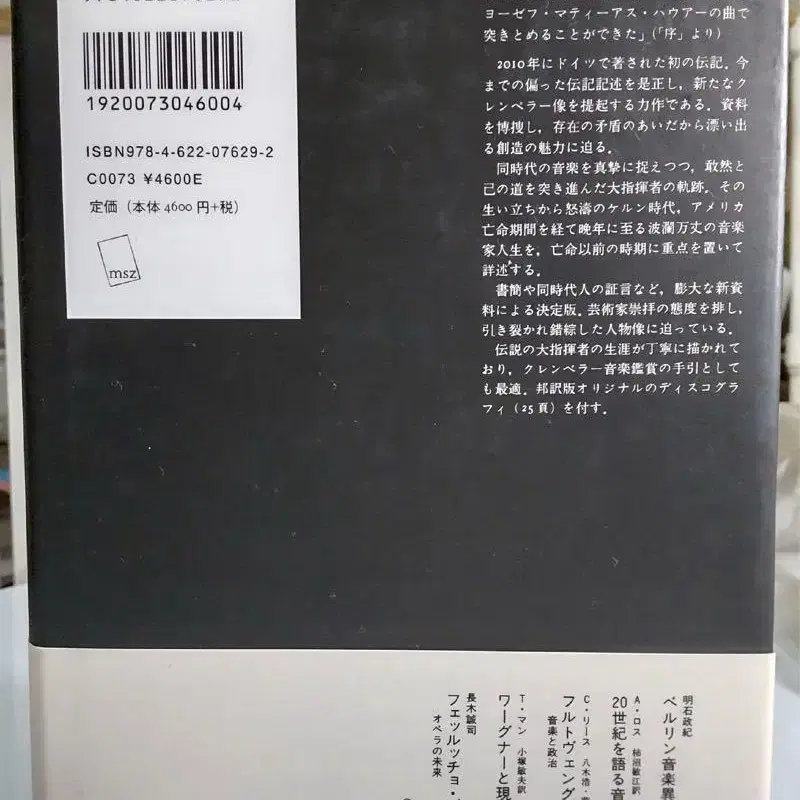 1920073046004
ISBN978-4-622-07629-2
C0073 ¥4600E
定価（本体 4600 円+税）
msz
ヨーゼフ・マティーアス・ハウアーの曲で
突きとめることができた」（「序」より）
2010年にドイツで著された初の伝記。今
までの偏った伝記記述を是正し，新たなク
レンペラー像を提起する力作である。資料
を博捜し，存在の矛盾のあいだから漂い出
る創造の魅力に迫る。
同時代の音楽を真摯に捉えつつ，敢然と
己の道を突き進んだ大指揮者の軌跡。その
生い立ちから怒濤のケルン時代，アメリカ
亡命期間を経て晩年に至る波瀾万丈の音楽
家人生を，亡命以前の時期に重点を置いて
詳述する。
書簡や同時代人の証言など，膨大な新資
料による決定版。芸術家崇拝の態度を排し，
引き裂かれ錯綜した人物像に迫っている。
伝説の大指揮者の生涯が丁寧に描かれて
おり，クレンペラー音楽鑑賞の手引として
も最適。邦訳版オリジナルのディスコグラ
フィ（25頁）を付す。
明石政紀
ベルリン音楽異
A・ロス 柿沼敏江訳
20世紀を語る音
C・リース 八木浩・
フルトヴェング
音楽と政治
T・マン 小塚敏夫訳
ワーグナーと現
長木誠司
フェッルッチョ・
オペラの未来